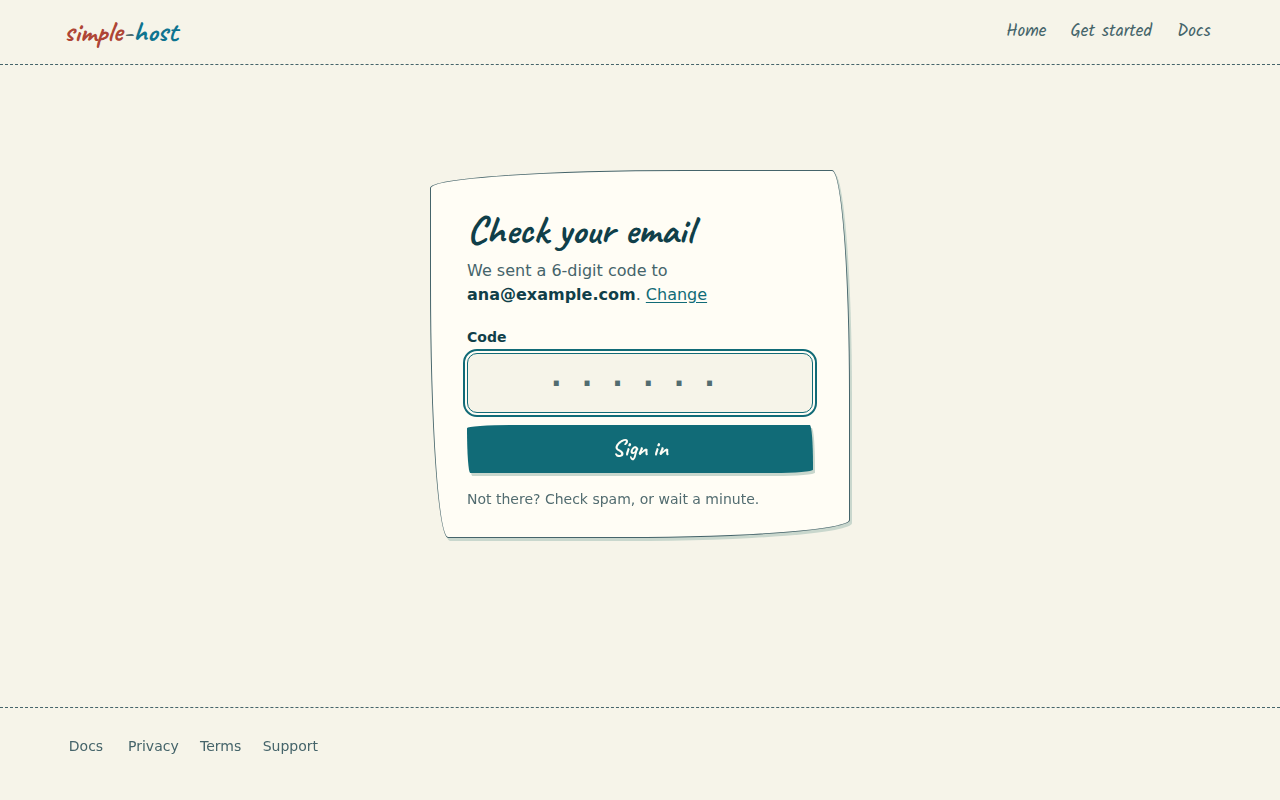 simple-host
Home Get started Docs
Check your email
We sent a 6-digit code to
ana@example.com. Change
Code
······
Sign in
Not there? Check spam, or wait a minute.
Docs Privacy Terms Support